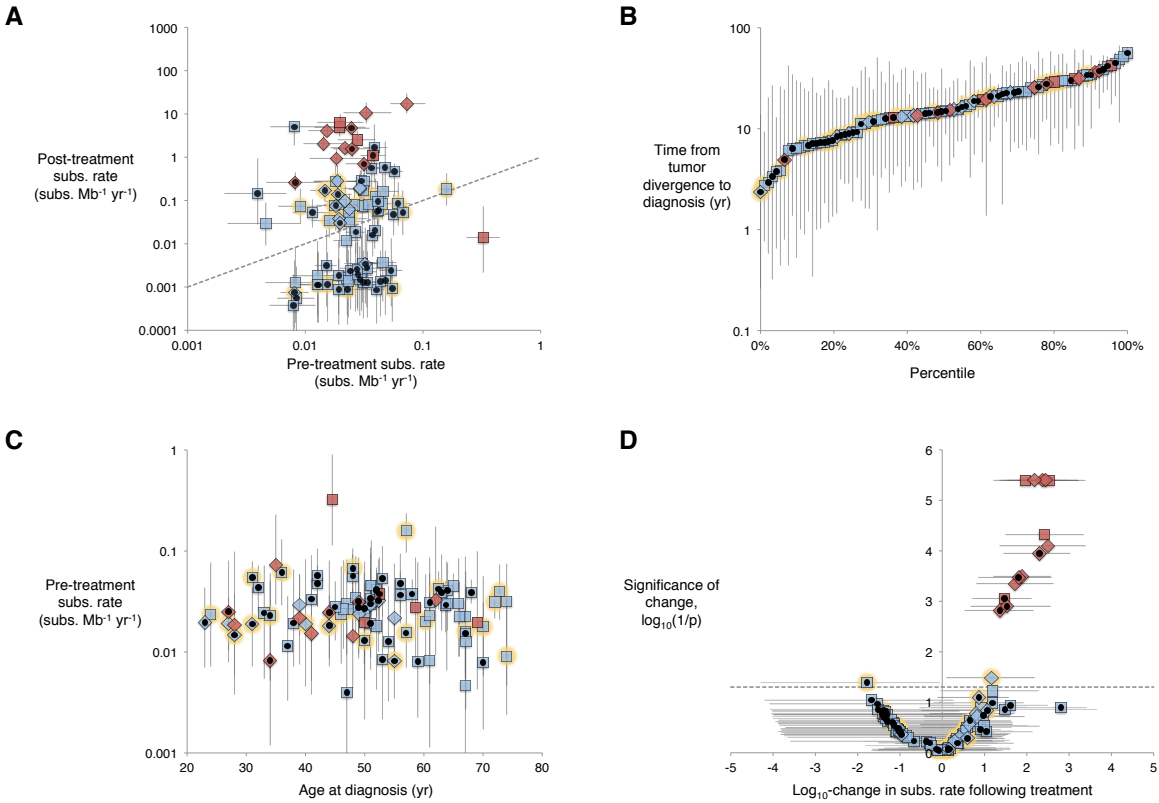 A
1000
100
10
1
0.1
0.01
0.001
0.0001
Post-treatment
subs. rate
(subs. Mb⁻¹ yr⁻¹)
0.001
0.01
0.1
1
Pre-treatment subs. rate
(subs. Mb⁻¹ yr⁻¹)
B
100
10
1
0.1
Time from
tumor
divergence to
diagnosis (yr)
0%
20%
40%
60%
80%
100%
Percentile
C
1
0.1
0.01
0.001
Pre-treatment
subs. rate
(subs. Mb⁻¹ yr⁻¹)
20
30
40
50
60
70
80
Age at diagnosis (yr)
D
6
5
4
3
2
1
0
Significance of
change,
log₁₀(1/p)
-5
-4
-3
-2
-1
0
1
2
3
4
5
Log₁₀-change in subs. rate following treatment